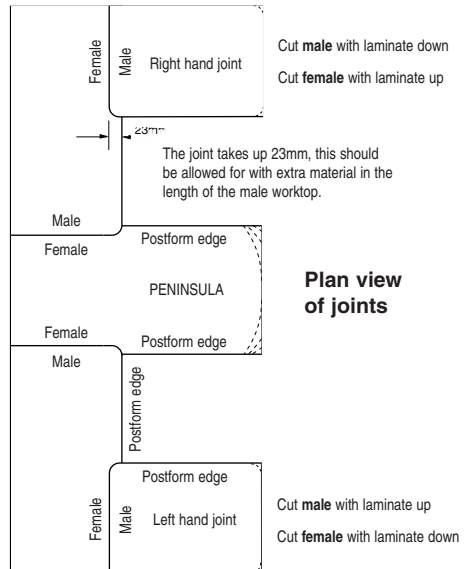 Female
Male
Right hand joint
Cut male with laminate down
Cut female with laminate up
23mm
The joint takes up 23mm, this should
be allowed for with extra material in the
length of the male worktop.
Male
Female
Postform edge
PENINSULA
Plan view
of joints
Female
Male
Postform edge
Postform edge
Postform edge
Female
Male
Left hand joint
Cut male with laminate up
Cut female with laminate down